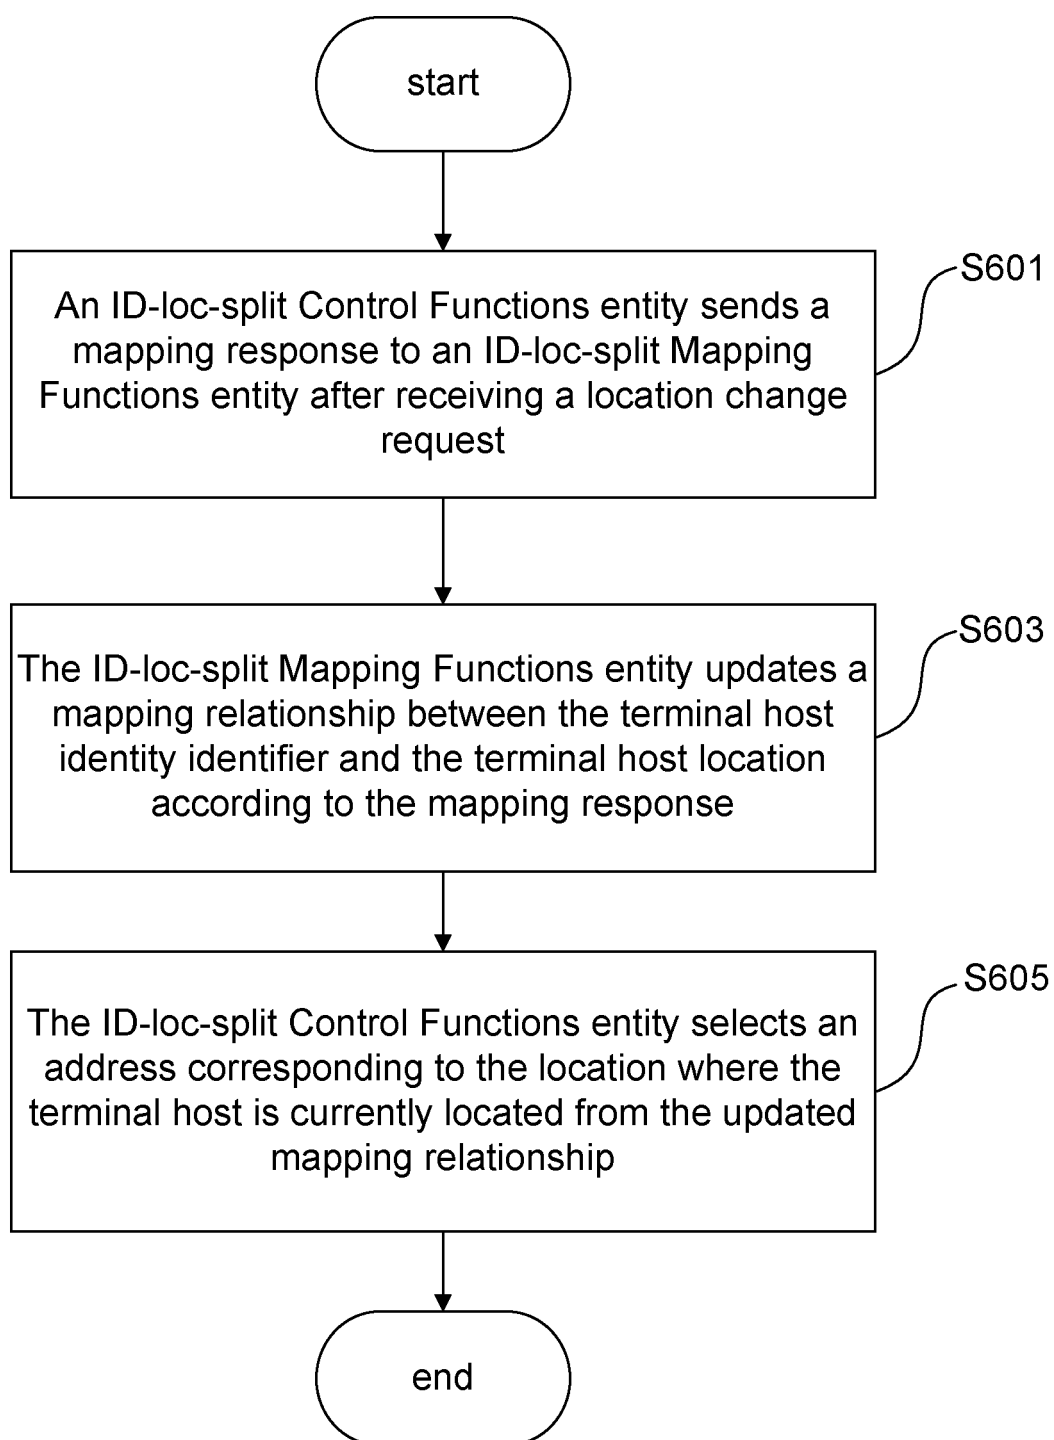 start
An ID-loc-split Control Functions entity sends a
mapping response to an ID-loc-split Mapping
Functions entity after receiving a location change
request
S601
The ID-loc-split Mapping Functions entity updates a
mapping relationship between the terminal host
identity identifier and the terminal host location
according to the mapping response
S603
The ID-loc-split Control Functions entity selects an
address corresponding to the location where the
terminal host is currently located from the updated
mapping relationship
S605
end